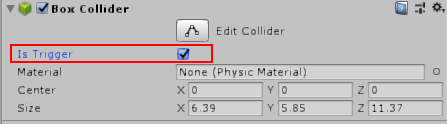 Box Collider
Edit Collider
Is Trigger
Material None (Physic Material)
Center X 0 Y 0 Z 0
Size X 6.39 Y 5.85 Z 11.37